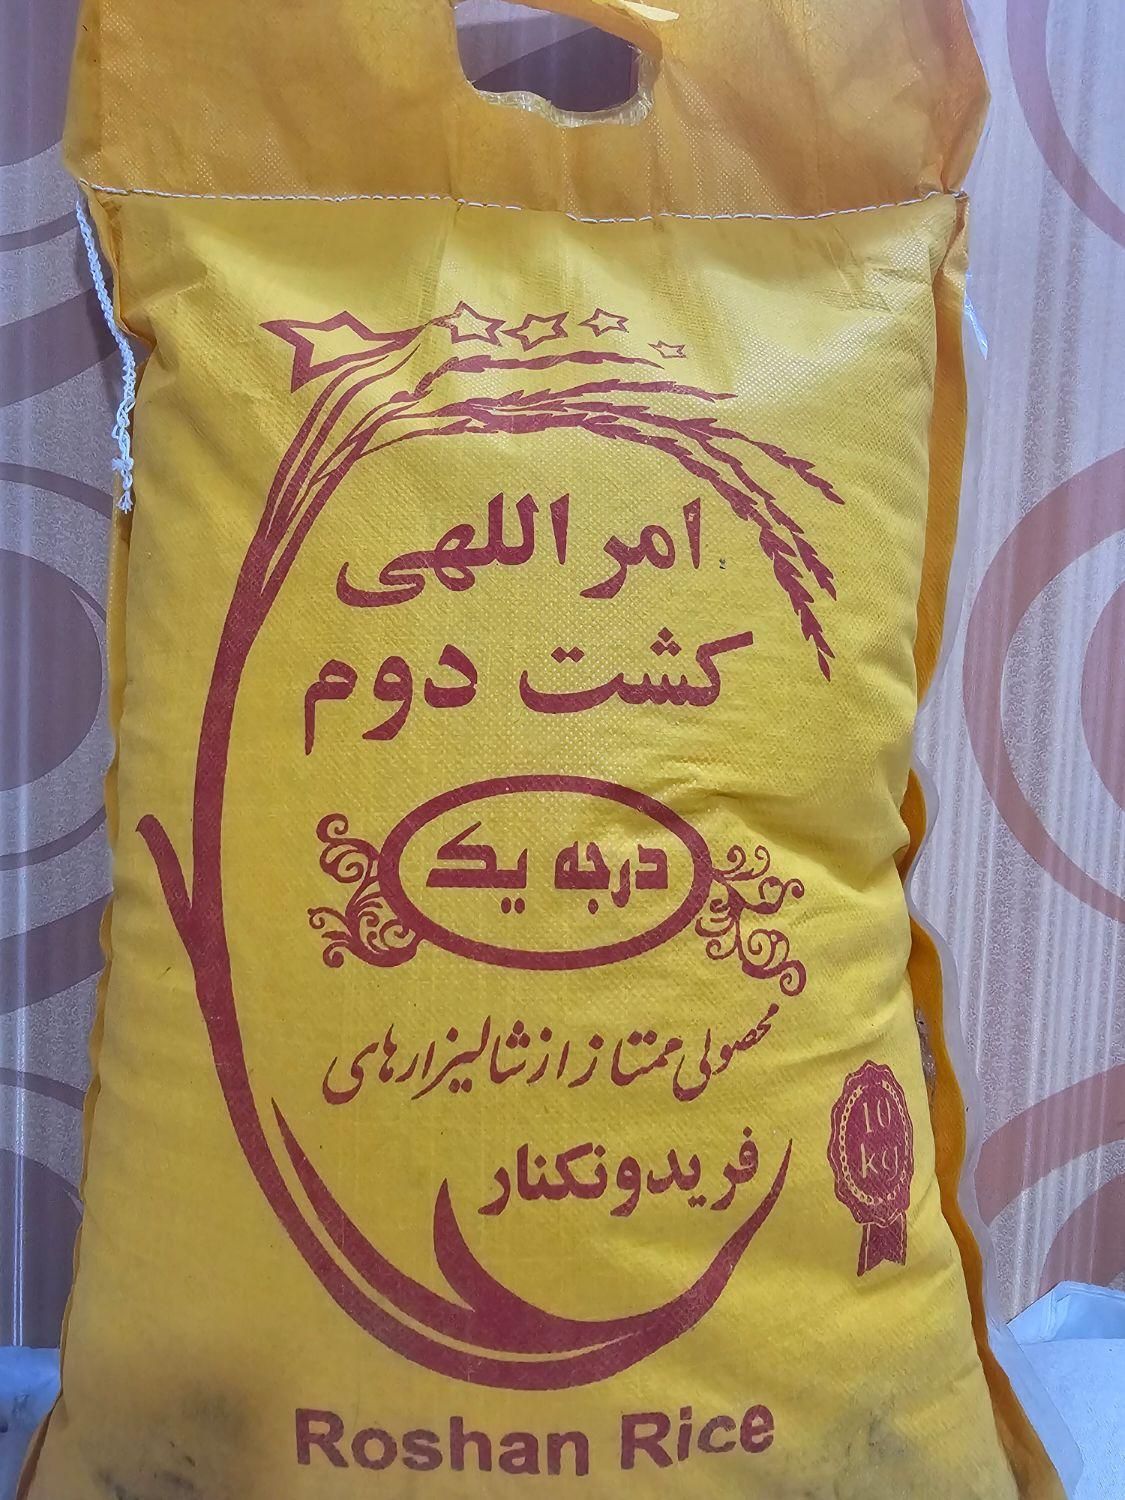 امراللهی
کشت دوم
درجه یک
محصولی ممتاز از شالیزارهای
فریدونکنار
10
kg
Roshan Rice